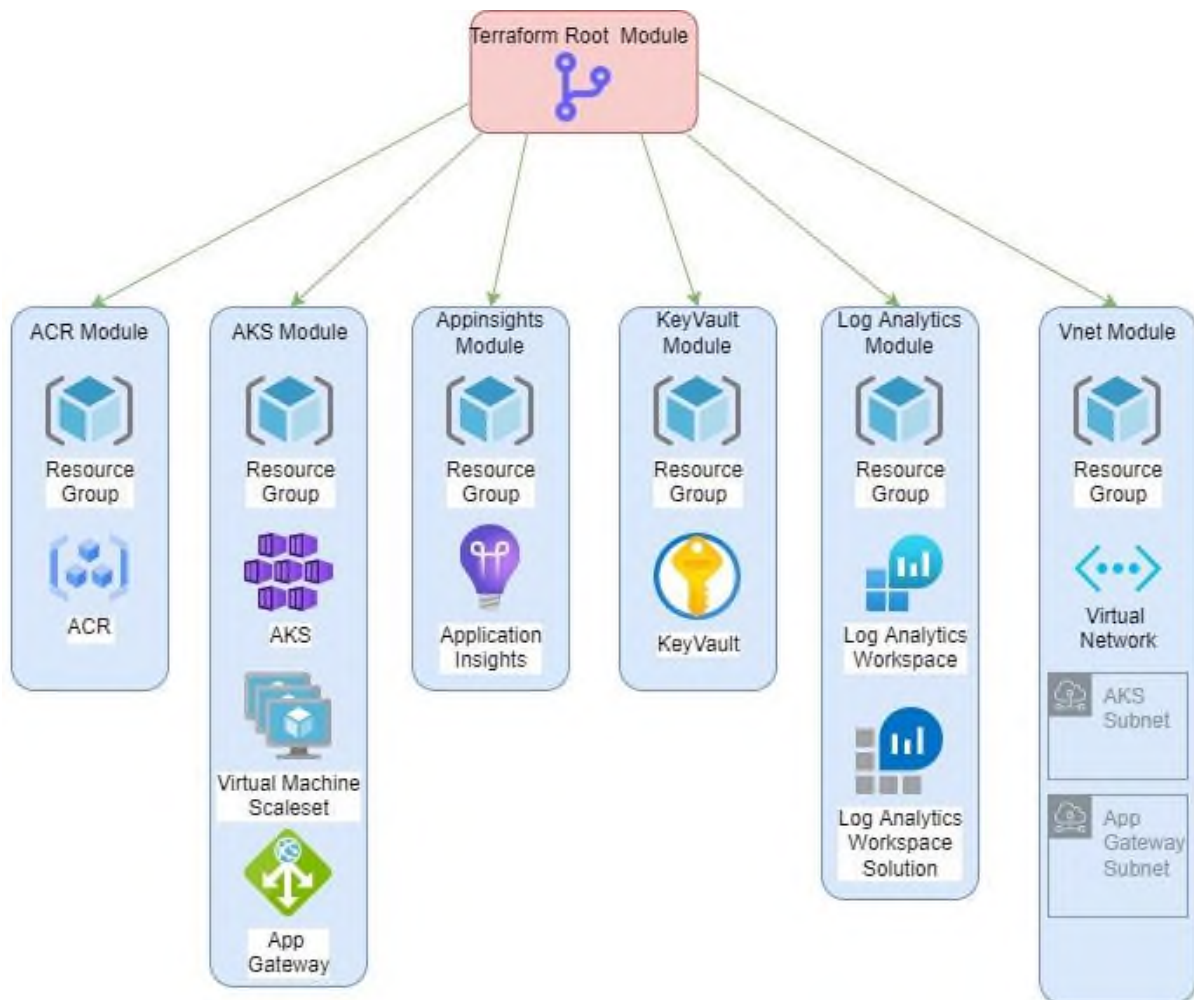 Terraform Root Module
ACR Module
Resource
Group
ACR
AKS Module
Resource
Group
AKS
Virtual Machine
Scaleset
App
Gateway
Appinsights
Module
Resource
Group
Application
Insights
KeyVault
Module
Resource
Group
KeyVault
Log Analytics
Module
Resource
Group
Log Analytics
Workspace
Log Analytics
Workspace
Solution
Vnet Module
Resource
Group
Virtual
Network
AKS
Subnet
App
Gateway
Subnet